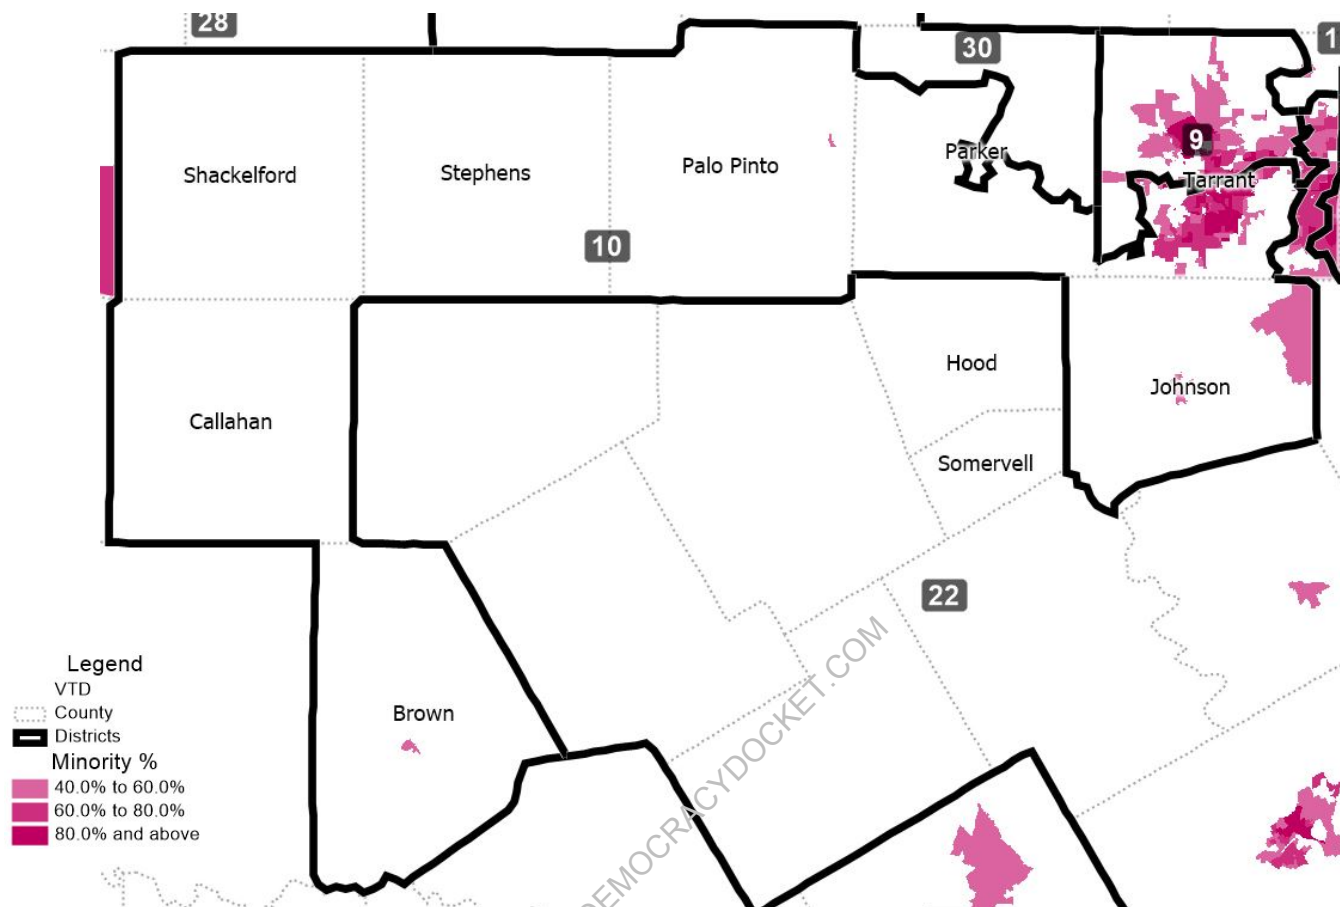 28
30
9
Tarrant
Parker
Palo Pinto
Stephens
Shackelford
10
Hood
Johnson
Callahan
Somervell
22
Legend
VTD
County
Districts
Minority %
40.0% to 60.0%
60.0% to 80.0%
80.0% and above
Brown
DEMOCRACYDOCKET.COM